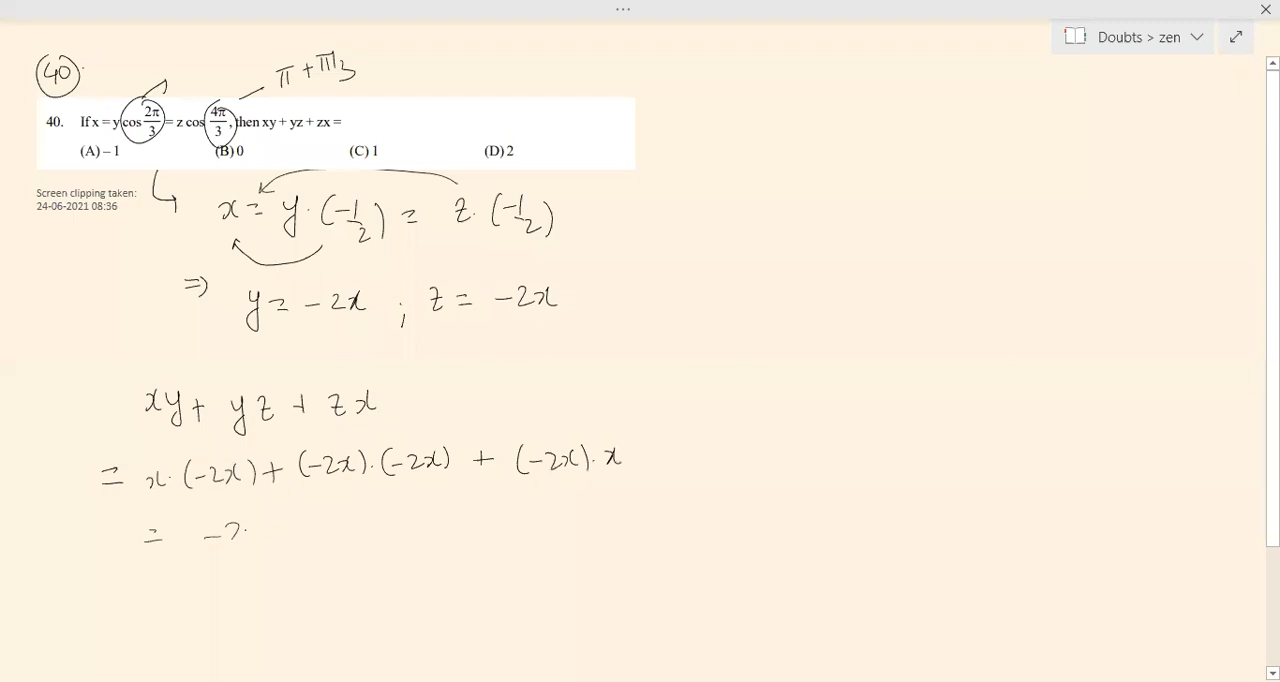 Doubts > zen
40
π + π/3
40. If x = y cos 2π/3 = z cos 4π/3, then xy + yz + zx =
(A) – 1 (B) 0 (C) 1 (D) 2
Screen clipping taken:
24-06-2021 08:36
x = y · (-1/2) = z · (-1/2)
⇒ y = - 2x ; z = - 2x
xy + yz + zx
= x · (-2x) + (-2x) · (-2x) + (-2x) · x
= -2